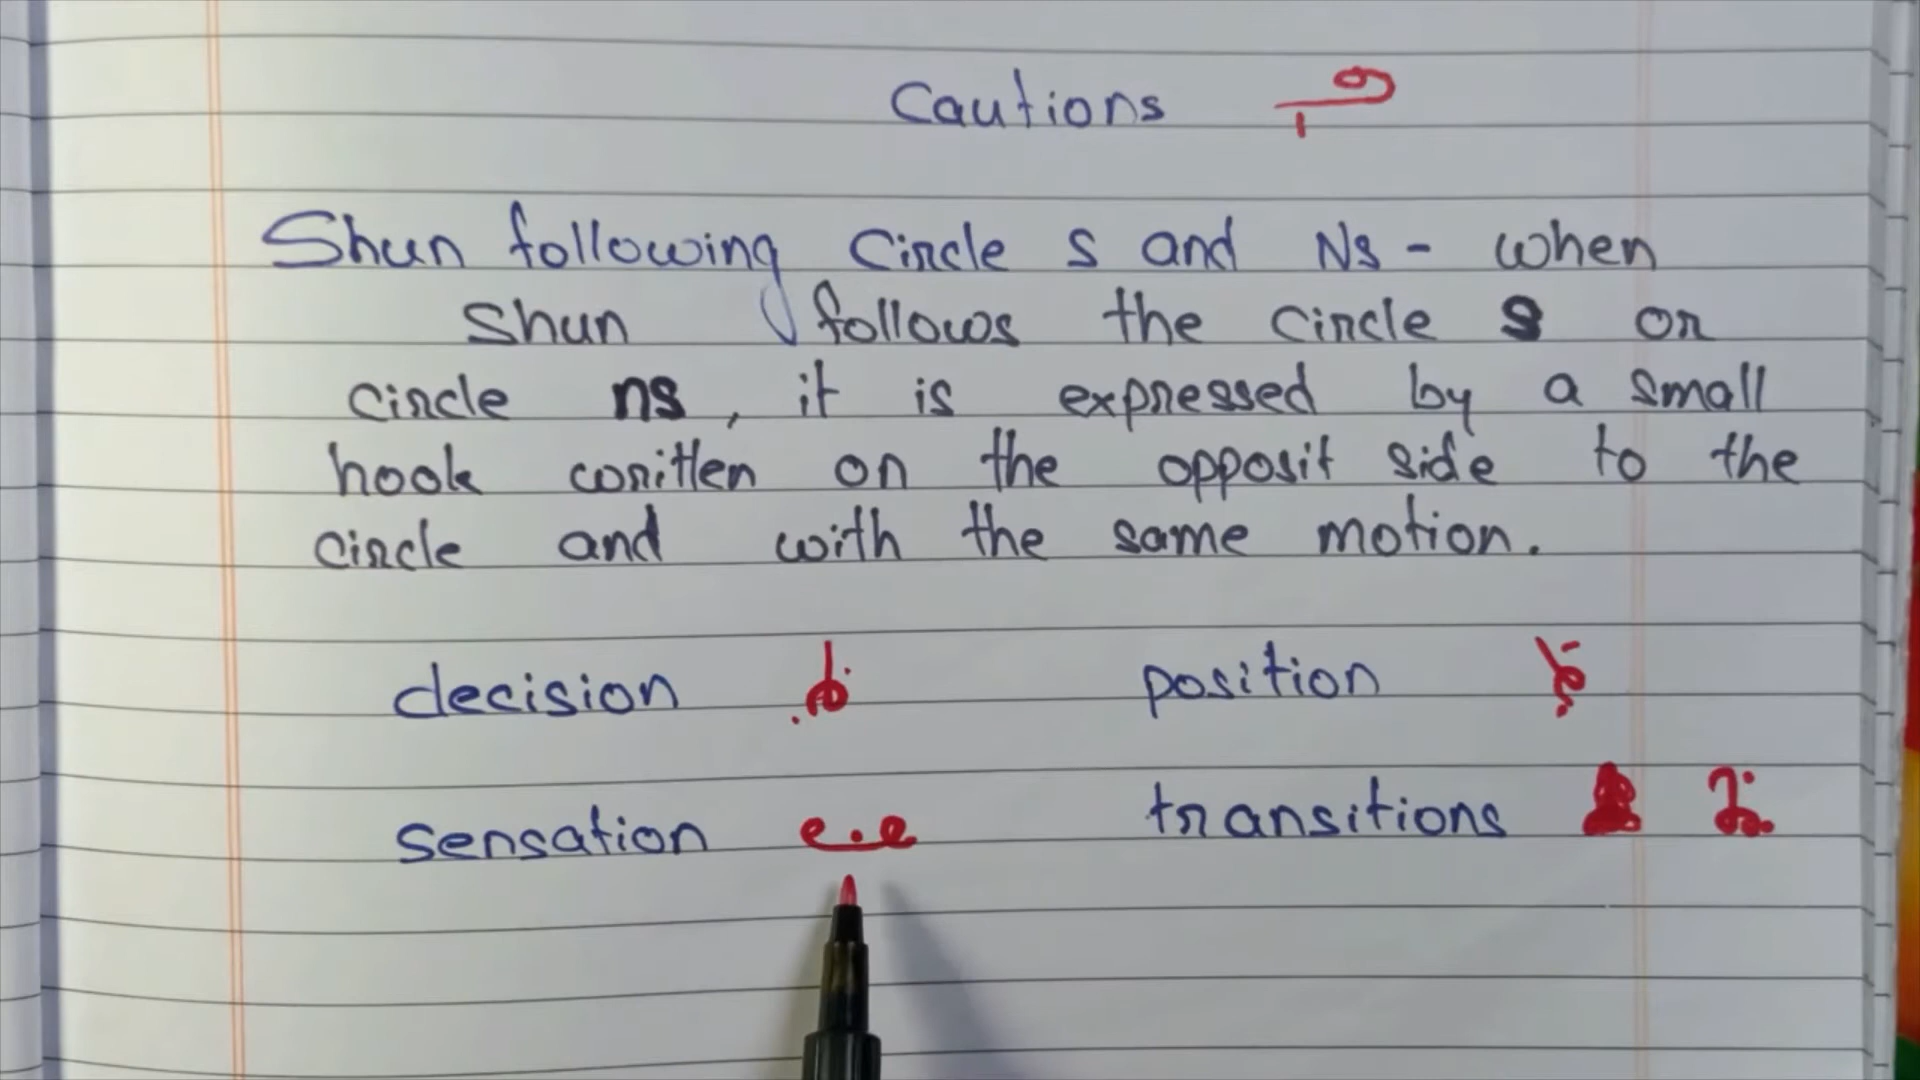 Cautions
Shun following Circle s and Ns - when
Shun follows the circle s or
circle ns, it is expressed by a small
hook written on the opposit side to the
circle and with the same motion.
decision position
sensation transitions